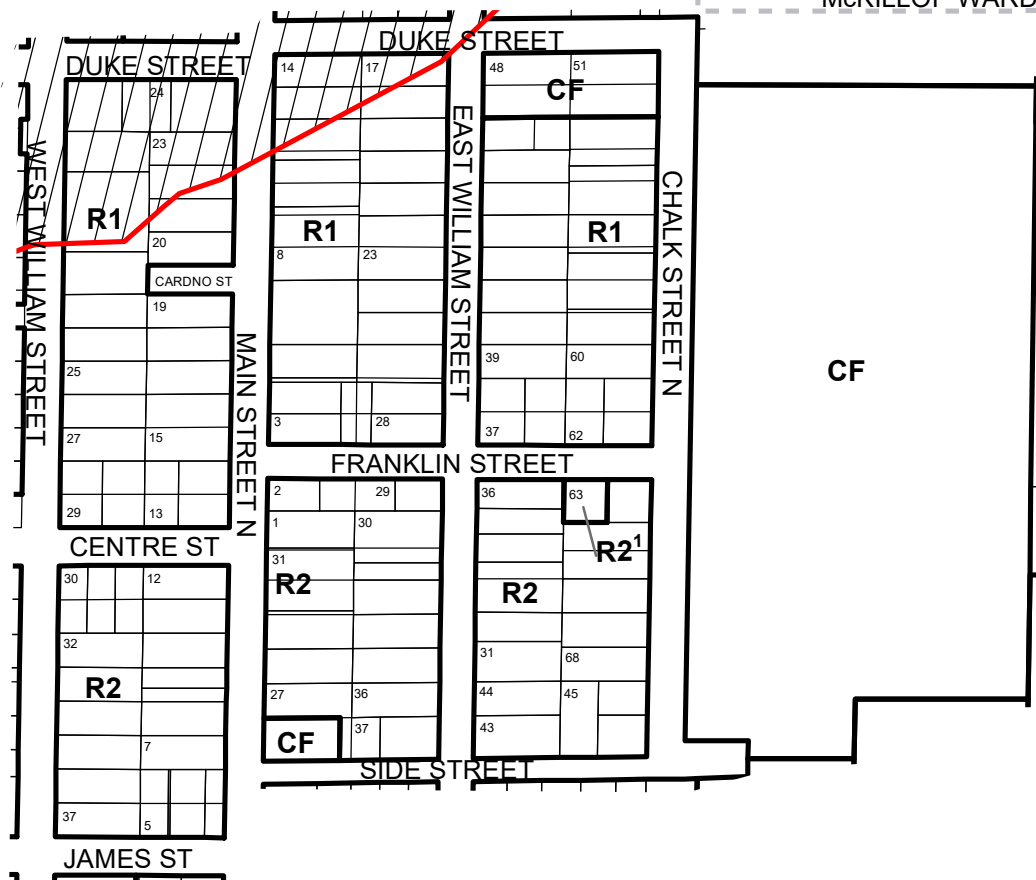 McKILLOP WARD
DUKE STREET
DUKE STREET
14
17
48
51
CF
24
23
EAST WILLIAM STREET
WEST WILLIAM STREET
CHALK STREET N
R1
R1
R1
20
8
23
CARDNO ST
19
MAIN STREET N
39
60
25
CF
27
15
3
28
37
62
FRANKLIN STREET
29
13
2
29
36
63
1
30
CENTRE ST
R2¹
31
30
12
R2
R2
32
31
68
R2
27
36
44
45
43
37
CF
7
SIDE STREET
37
5
JAMES ST